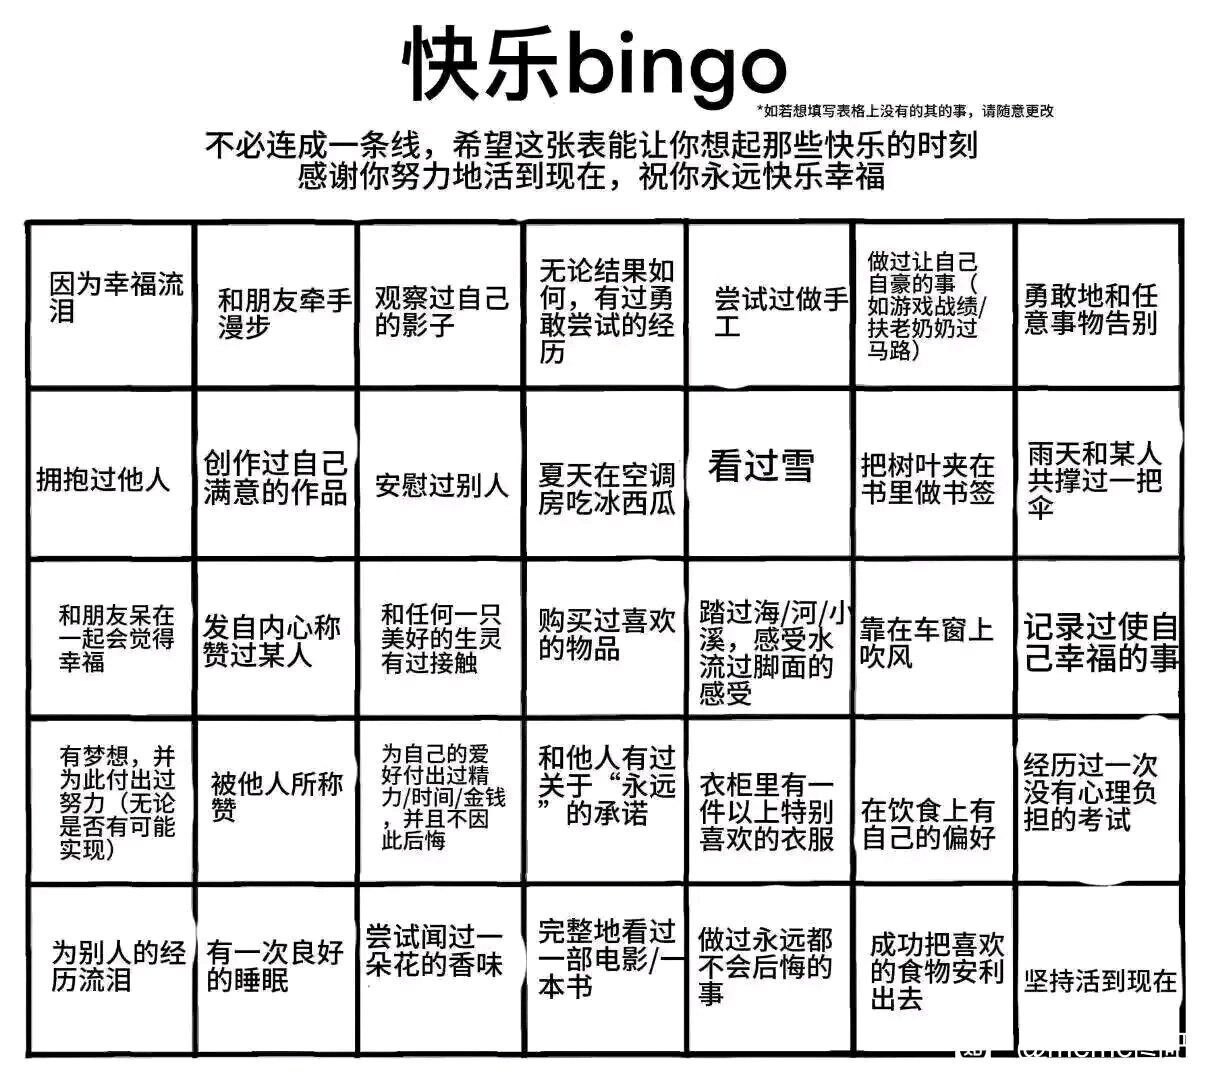 快乐bingo
*如若想填写表格上没有的其的事，请随意更改
不必连成一条线，希望这张表能让你想起那些快乐的时刻
感谢你努力地活到现在，祝你永远快乐幸福
因为幸福流
泪
和朋友牵手
漫步
观察过自己
的影子
无论结果如
何，有过勇
敢尝试的经
历
尝试过做手
工
做过让自己
自豪的事（
如游戏战绩/
扶老奶奶过
马路）
勇敢地和任
意事物告别
拥抱过他人
创作过自己
满意的作品
安慰过别人
夏天在空调
房吃冰西瓜
看过雪
把树叶夹在
书里做书签
雨天和某人
共撑过一把
伞
和朋友呆在
一起会觉得
幸福
发自内心称
赞过某人
和任何一只
美好的生灵
有过接触
购买过喜欢
的物品
踏过海/河/小
溪，感受水
流过脚面的
感受
靠在车窗上
吹风
记录过使自
己幸福的事
有梦想，并
为此付出过
努力（无论
是否有可能
实现）
被他人所称
赞
为自己的爱
好付出过精
力/时间/金钱
，并且不因
此后悔
和他人有过
关于“永远
”的承诺
衣柜里有一
件以上特别
喜欢的衣服
在饮食上有
自己的偏好
经历过一次
没有心理负
担的考试
为别人的经
历流泪
有一次良好
的睡眠
尝试闻过一
朵花的香味
完整地看过
一部电影/一
本书
做过永远都
不会后悔的
事
成功把喜欢
的食物安利
出去
坚持活到现在